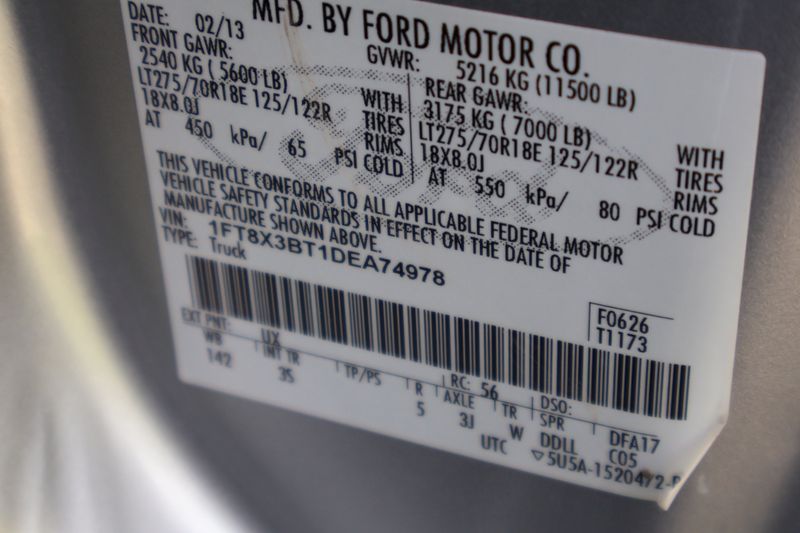 MFD. BY FORD MOTOR CO.
DATE: 02/13
GVWR: 5216 KG (11500 LB)
FRONT GAWR:
2540 KG ( 5600 LB)
LT275/70R18E 125/122R
18X8.0J
WITH
TIRES
RIMS
AT 450 kPa/ 65 PSI COLD
REAR GAWR:
3175 KG ( 7000 LB)
LT275/70R18E 125/122R
18X8.0J
WITH
TIRES
RIMS
AT 550 kPa/ 80 PSI COLD
THIS VEHICLE CONFORMS TO ALL APPLICABLE FEDERAL MOTOR
VEHICLE SAFETY STANDARDS IN EFFECT ON THE DATE OF
MANUFACTURE SHOWN ABOVE.
VIN: 1FT8X3BT1DEA74978
TYPE: Truck
F0626
T1173
EXT PNT: UX RC: 56 DSO:
WB INT TR TP/PS R AXLE TR SPR DFA17
142 3S 5 3J W DDLL C05
UTC ▽5U5A-1520472-